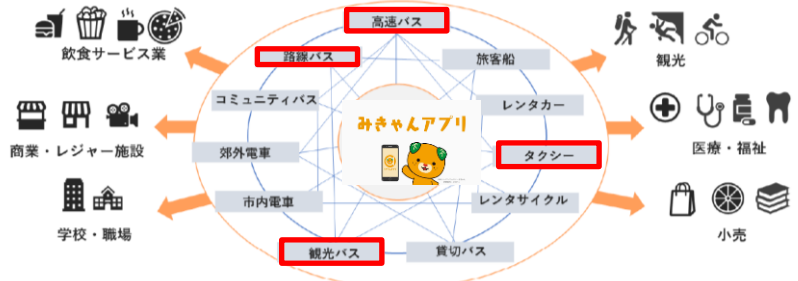 高速バス
路線バス
旅客船
飲食サービス業
観光
コミュニティバス
レンタカー
みきゃんアプリ
商業・レジャー施設
郊外電車
タクシー
医療・福祉
市内電車
レンタサイクル
学校・職場
小売
観光バス
貸切バス